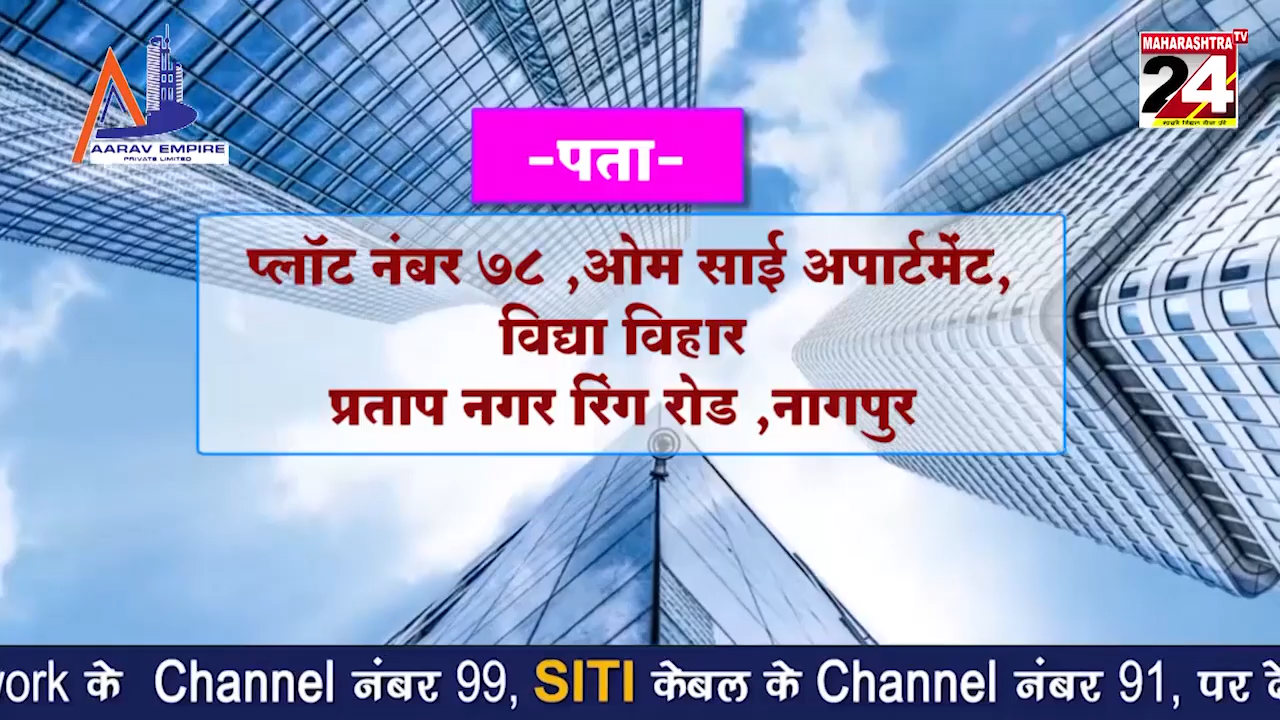 AARAV EMPIRE
PRIVATE LIMITED
MAHARASHTRA TV
24
-पता-
प्लॉट नंबर ७८ ,ओम साई अपार्टमेंट,
विद्या विहार
प्रताप नगर रिंग रोड ,नागपुर
work के Channel नंबर 99, SITI केबल के Channel नंबर 91, पर